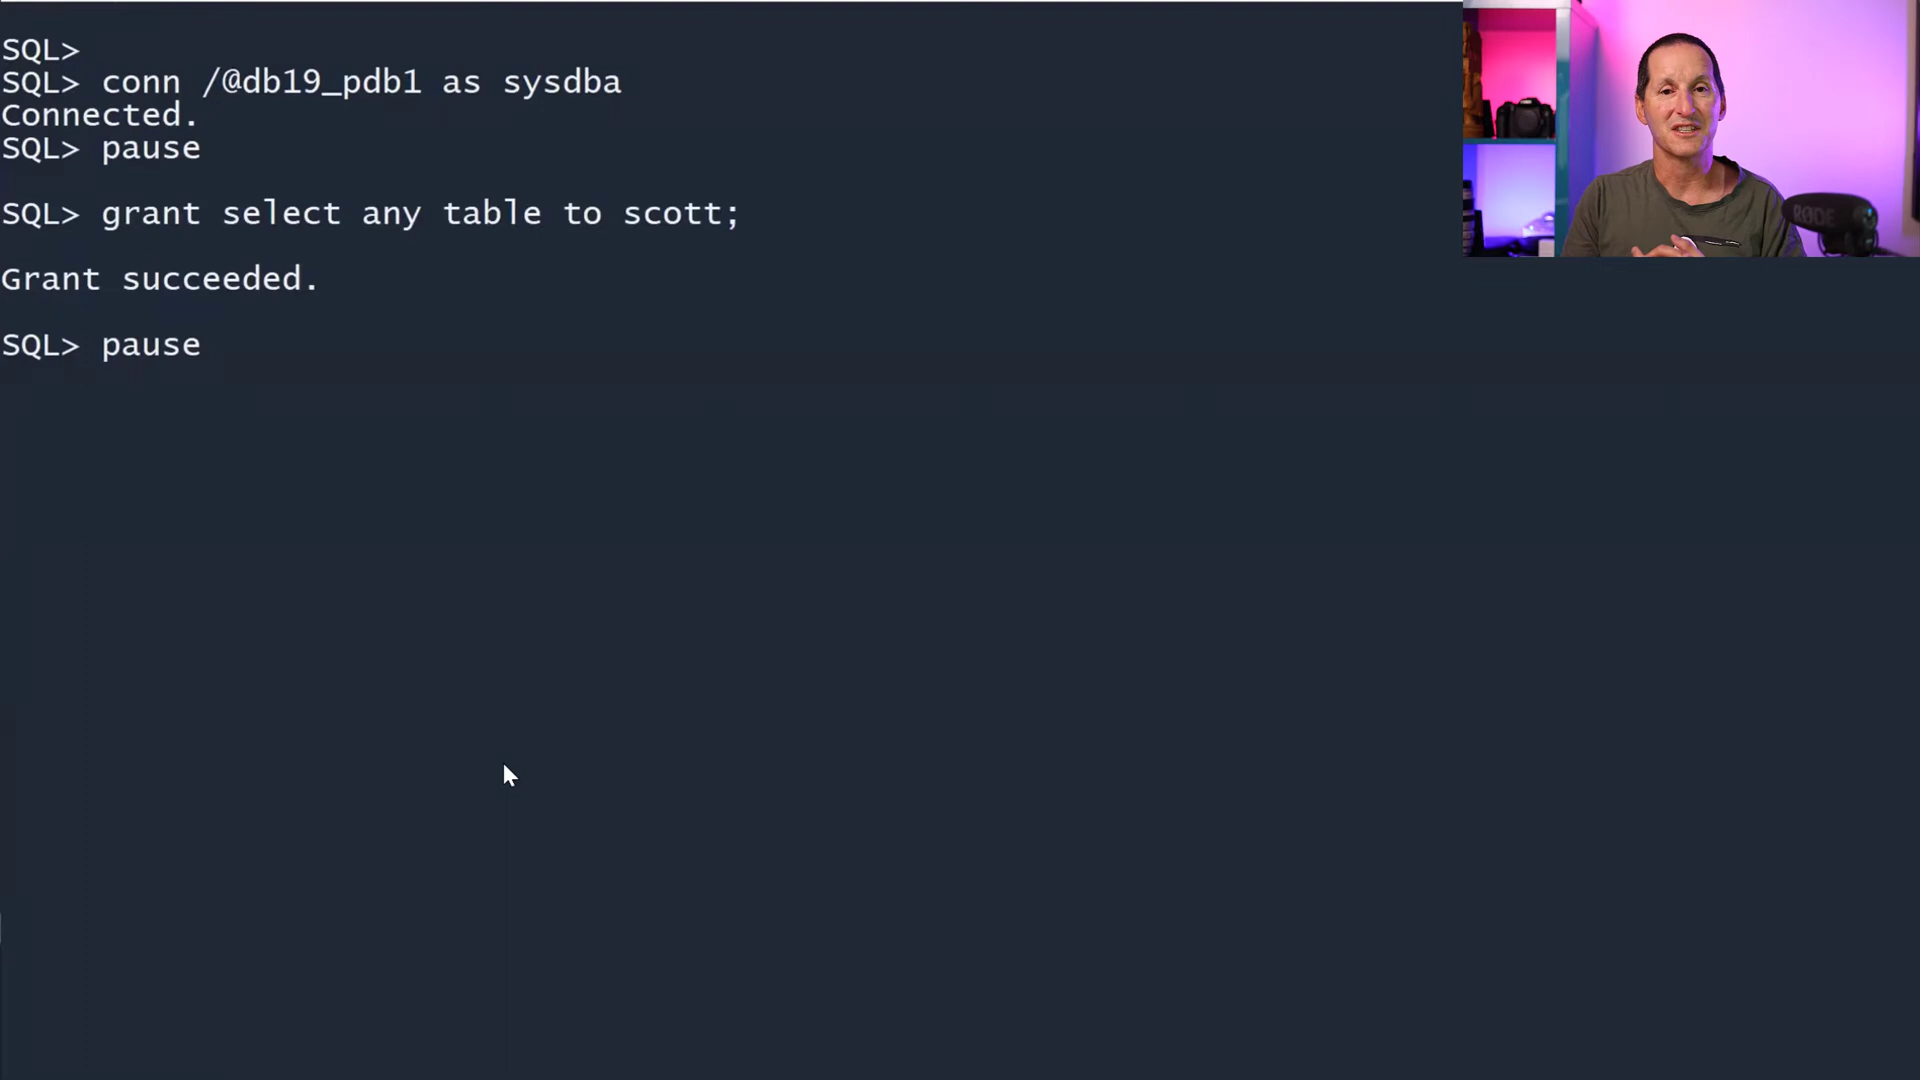 SQL>
SQL> conn /@db19_pdb1 as sysdba
Connected.
SQL> pause
SQL> grant select any table to scott;
Grant succeeded.
SQL> pause
RØDE